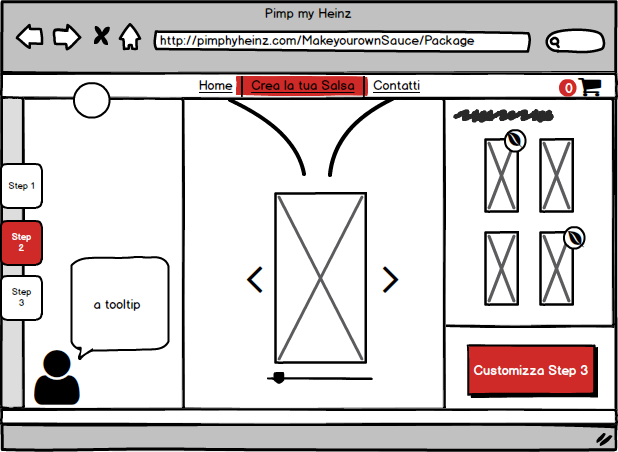 Pimp my Heinz
http://pimphyheinz.com/MakeyourownSauce/Package
Home Crea la tua Salsa Contatti 0
Step 1
Step
2
Step
3
a tooltip
Customizza Step 3